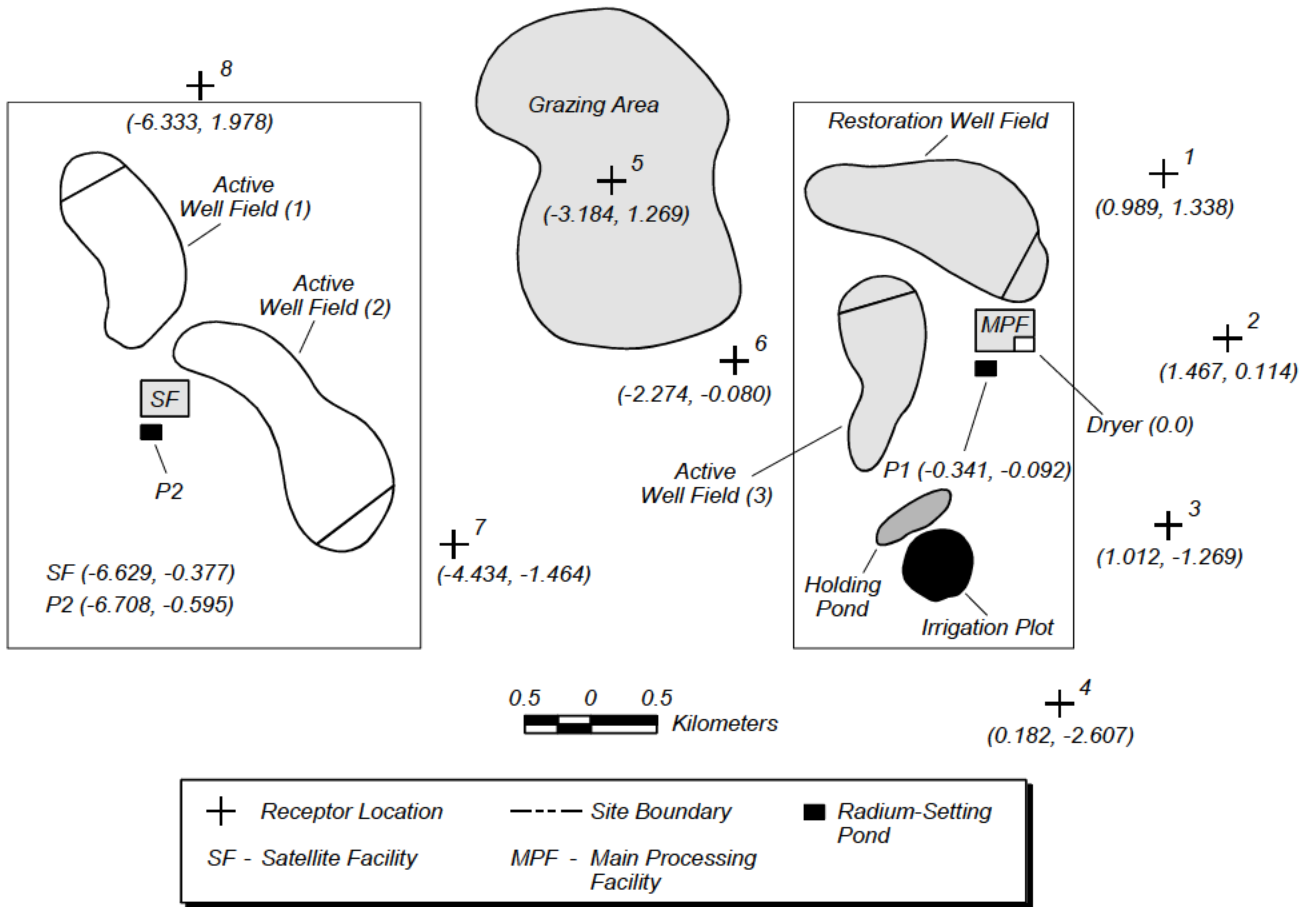 8
(-6.333, 1.978)
Active
Well Field (1)
Active
Well Field (2)
SF
P2
SF (-6.629, -0.377)
P2 (-6.708, -0.595)
7
(-4.434, -1.464)
Grazing Area
5
(-3.184, 1.269)
6
(-2.274, -0.080)
Restoration Well Field
1
(0.989, 1.338)
MPF
2
(1.467, 0.114)
Dryer (0.0)
P1 (-0.341, -0.092)
Active
Well Field (3)
3
(1.012, -1.269)
Holding
Pond
Irrigation Plot
4
(0.182, -2.607)
0.5 0 0.5
Kilometers
Receptor Location
Site Boundary
Radium-Setting
Pond
SF - Satellite Facility
MPF - Main Processing
Facility